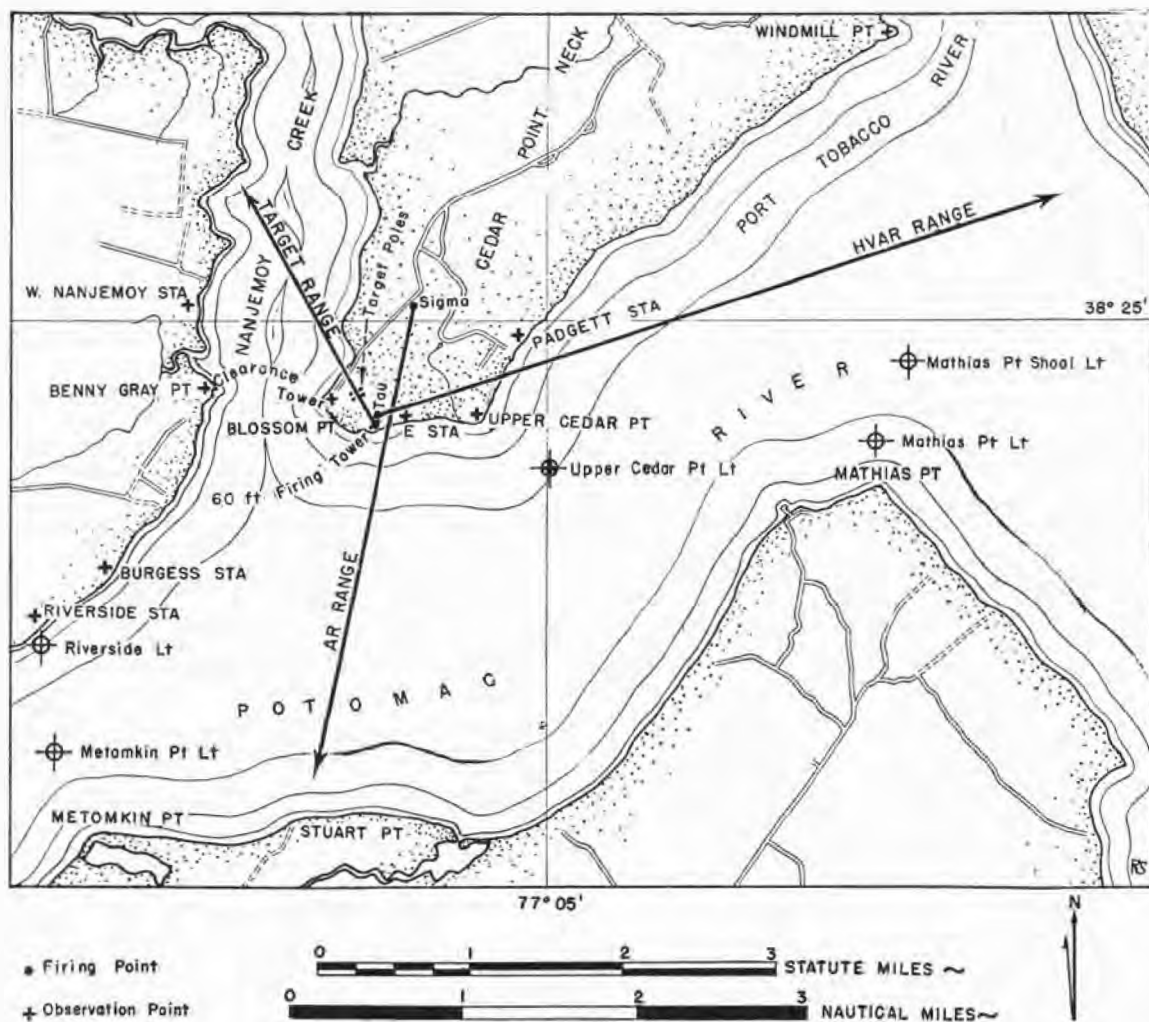 WINDMILL PT
CREEK
NECK
POINT
CEDAR
PORT TOBACCO RIVER
TARGET RANGE
Target Poles
HVAR RANGE
W. NANJEMOY STA
NANJEMOY
Sigma
PADGETT STA
38° 25'
Mathias Pt Shoal Lt
BENNY GRAY PT
Clearance Tower
Tau
BLOSSOM PT
E STA
UPPER CEDAR PT
RIVER
Mathias Pt Lt
60 ft Firing Tower
Upper Cedar Pt Lt
MATHIAS PT
BURGESS STA
AR RANGE
RIVERSIDE STA
Riverside Lt
POTOMAC
Metomkin Pt Lt
METOMKIN PT
STUART PT
RS
77° 05'
N
Firing Point
0 1 2 3
STATUTE MILES ~
Observation Point
0 1 2 3
NAUTICAL MILES ~